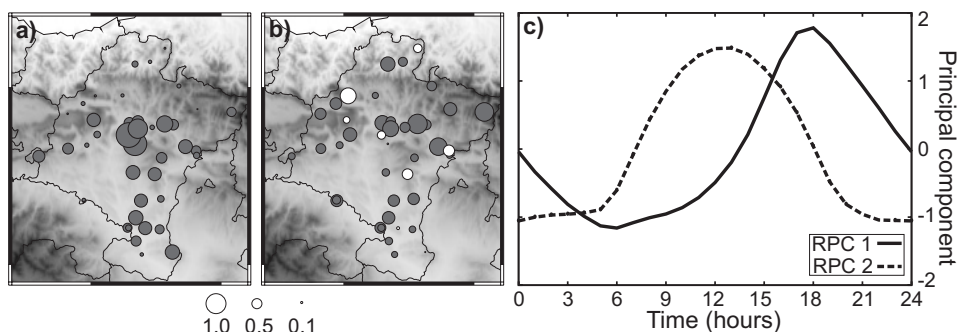 a)
b)
1.0 0.5 0.1
c)
2
1
0
-1
-2
Principal component
RPC 1
RPC 2
0 3 6 9 12 15 18 21 24
Time (hours)